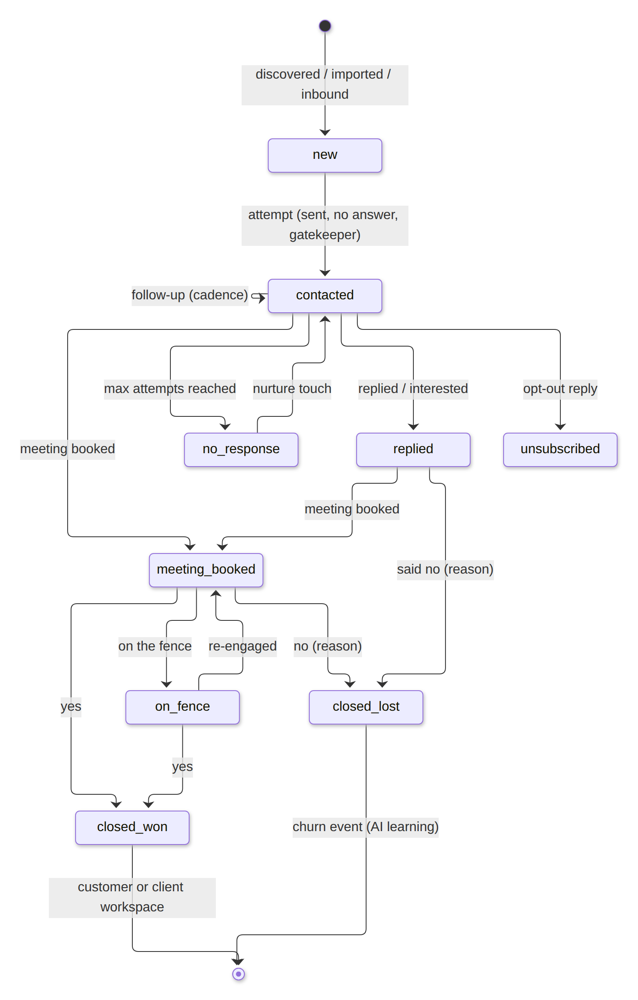 discovered / imported /
inbound
new
attempt (sent, no answer,
gatekeeper)
follow-up (cadence)
contacted
max attempts reached
nurture touch
replied / interested
opt-out reply
meeting booked
no_response
replied
unsubscribed
meeting booked
meeting_booked
said no (reason)
on the fence
re-engaged
no (reason)
yes
on_fence
closed_lost
yes
closed_won
churn event (AI learning)
customer or client
workspace